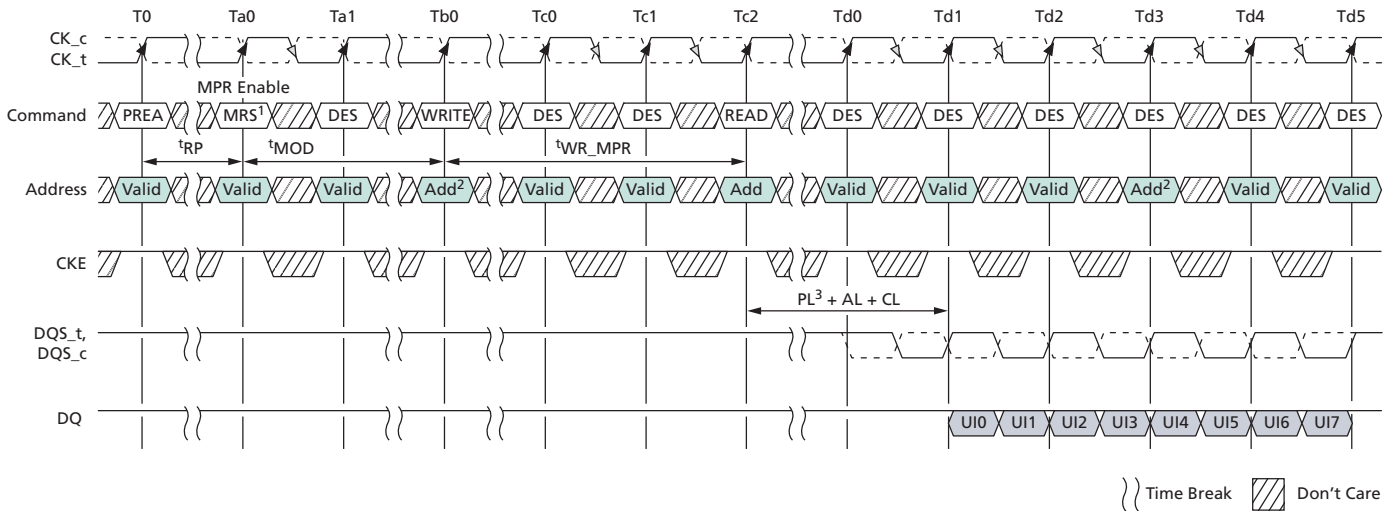 T0 Ta0 Ta1 Tb0 Tc0 Tc1 Tc2 Td0 Td1 Td2 Td3 Td4 Td5
CK_c
CK_t
MPR Enable
Command PREA MRS¹ DES WRITE DES DES READ DES DES DES DES DES DES
tRP tMOD tWR_MPR
Address Valid Valid Valid Add² Valid Valid Add Valid Valid Valid Add² Valid Valid
CKE
PL³ + AL + CL
DQS_t,
DQS_c
DQ UI0 UI1 UI2 UI3 UI4 UI5 UI6 UI7
Time Break Don't Care